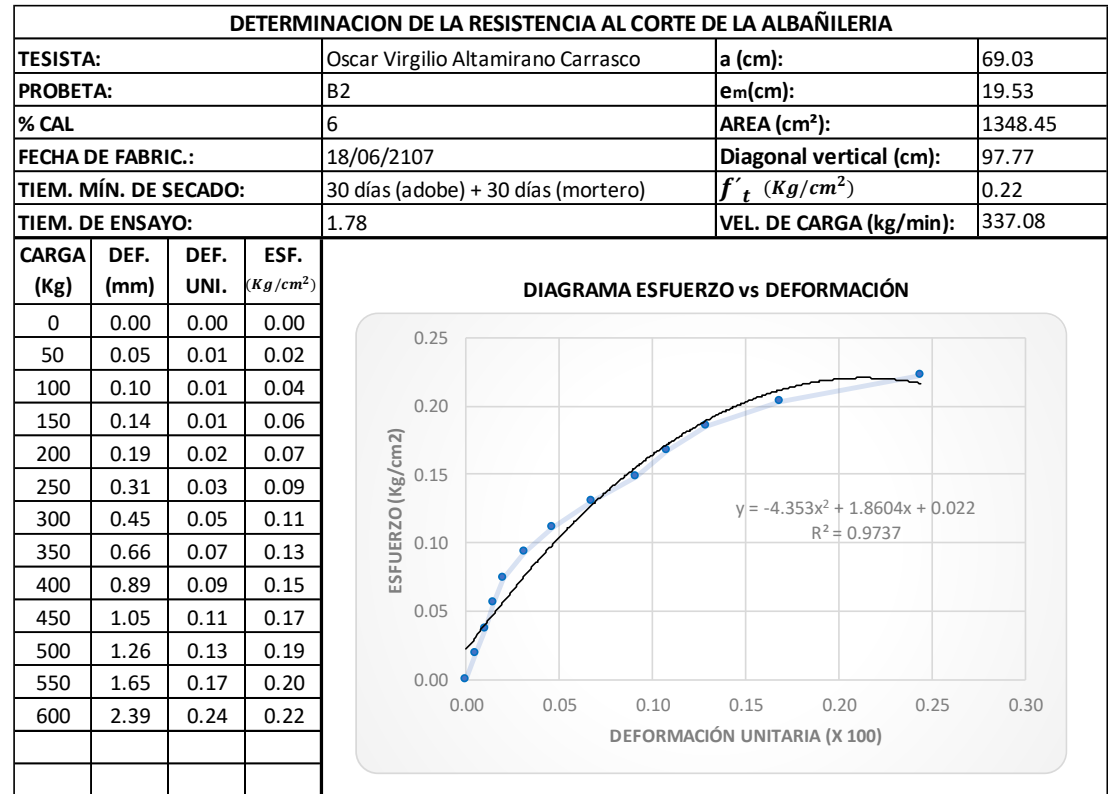 DETERMINACION DE LA RESISTENCIA AL CORTE DE LA ALBAÑILERIA
TESISTA: Oscar Virgilio Altamirano Carrasco a (cm): 69.03
PROBETA: B2 em(cm): 19.53
% CAL 6 AREA (cm²): 1348.45
FECHA DE FABRIC.: 18/06/2107 Diagonal vertical (cm): 97.77
TIEM. MÍN. DE SECADO: 30 días (adobe) + 30 días (mortero) f´t (Kg/cm²) 0.22
TIEM. DE ENSAYO: 1.78 VEL. DE CARGA (kg/min): 337.08
CARGA DEF. DEF. ESF.
(Kg) (mm) UNI. (Kg/cm²)
0 0.00 0.00 0.00
50 0.05 0.01 0.02
100 0.10 0.01 0.04
150 0.14 0.01 0.06
200 0.19 0.02 0.07
250 0.31 0.03 0.09
300 0.45 0.05 0.11
350 0.66 0.07 0.13
400 0.89 0.09 0.15
450 1.05 0.11 0.17
500 1.26 0.13 0.19
550 1.65 0.17 0.20
600 2.39 0.24 0.22
DIAGRAMA ESFUERZO vs DEFORMACIÓN
ESFUERZO (Kg/cm2)
0.25
0.20
0.15
0.10
0.05
0.00
y = -4.353x² + 1.8604x + 0.022
R² = 0.9737
0.00 0.05 0.10 0.15 0.20 0.25 0.30
DEFORMACIÓN UNITARIA (X 100)